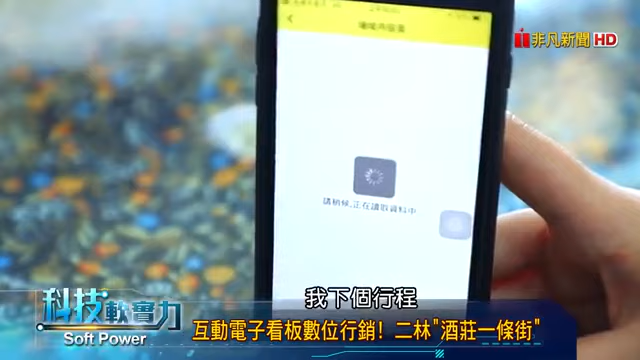 非凡新聞HD
請稍候,正在讀取資料中
我下個行程
科技軟實力
Soft Power
互動電子看板數位行銷! 二林"酒莊一條街"